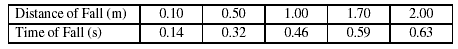 Distance of Fall (m) 0.10 0.50 1.00 1.70 2.00
Time of Fall (s) 0.14 0.32 0.46 0.59 0.63